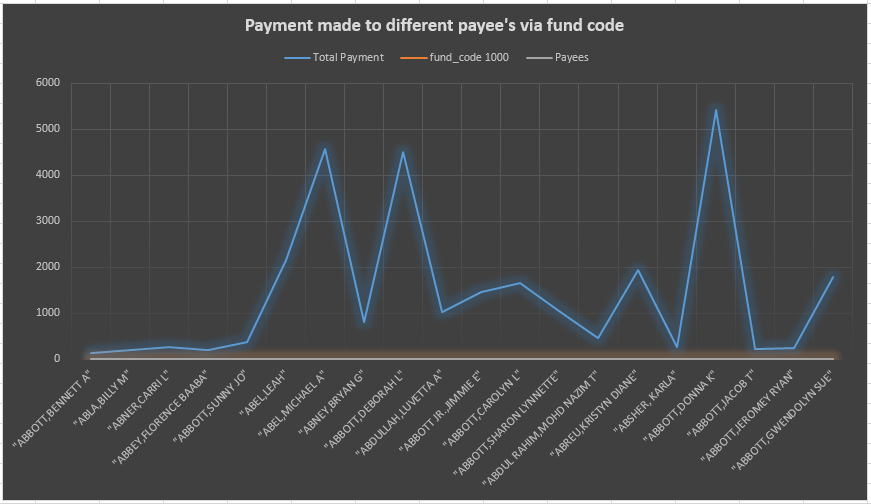 Payment made to different payee's via fund code
Total Payment fund_code 1000 Payees
6000
5000
4000
3000
2000
1000
0
"ABBOTT,BENNETT A"
"ABLA,BILLY M"
"ABNER,CARRI L"
"ABBEY,FLORENCE BAABA"
"ABBOTT,SUNNY JO"
"ABEL,LEAH"
"ABEL,MICHAEL A"
"ABNEY,BRYAN G"
"ABBOTT,DEBORAH L"
"ABDULLAH,LUVETTA A"
"ABBOTT JR.,JIMMIE E"
"ABBOTT,CAROLYN L"
"ABBOTT,SHARON LYNNETTE"
"ABDUL RAHIM,MOHD NAZIM T"
"ABREU,KRISTYN DIANE"
"ABSHER, KARLA"
"ABBOTT,DONNA K"
"ABBOTT,JACOB T"
"ABBOTT,JEROMEY RYAN"
"ABBOTT,GWENDOLYN SUE"